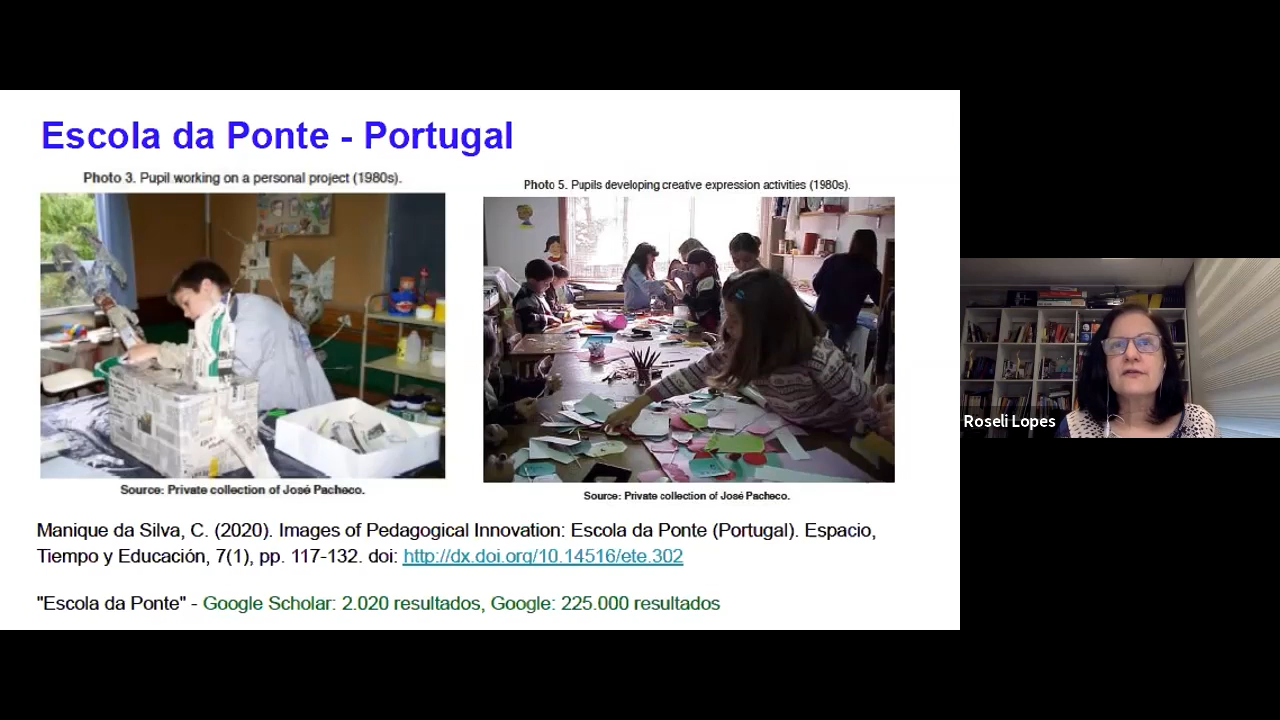 Escola da Ponte - Portugal
Photo 3. Pupil working on a personal project (1980s).
Photo 5. Pupils developing creative expression activities (1980s).
Source: Private collection of José Pacheco.
Source: Private collection of José Pacheco.
Manique da Silva, C. (2020). Images of Pedagogical Innovation: Escola da Ponte (Portugal). Espacio,
Tiempo y Educación, 7(1), pp. 117-132. doi: http://dx.doi.org/10.14516/ete.302
"Escola da Ponte" - Google Scholar: 2.020 resultados, Google: 225.000 resultados
Roseli Lopes